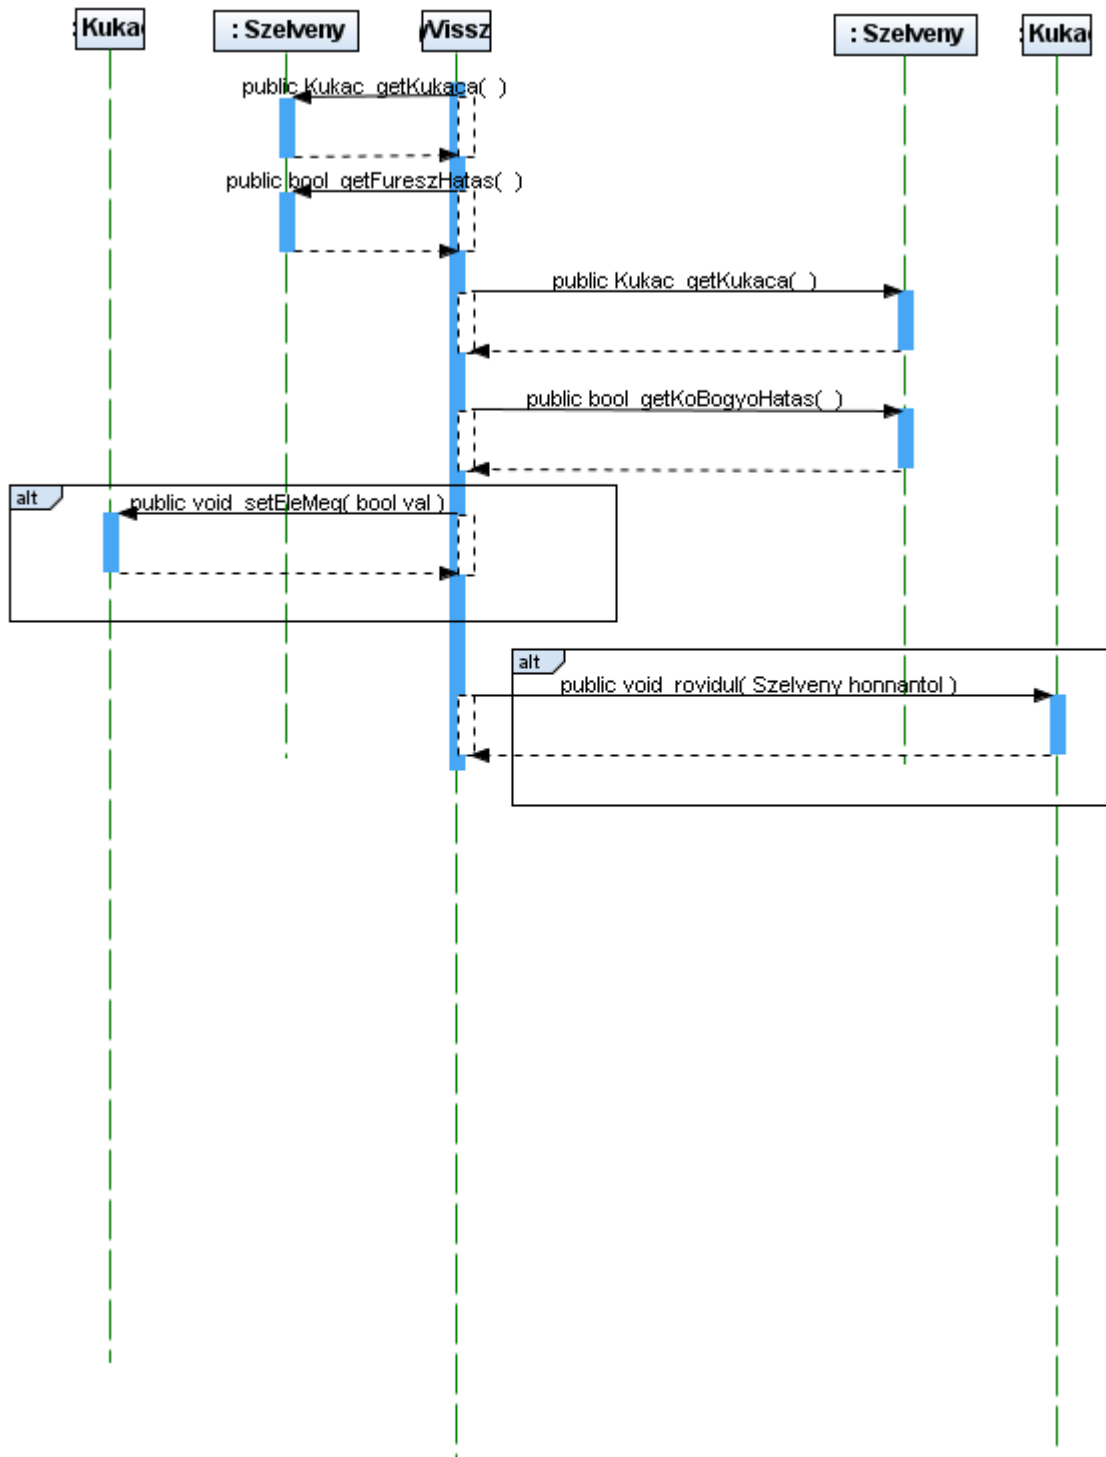 : Kukac
: Szelveny
Vissz
: Szelveny
: Kukac
public Kukac getKukaca( )
public bool getFureszHatas( )
public Kukac getKukaca( )
public bool getKoBogyoHatas( )
alt
public void setEleMeg( bool val )
alt
public void rovidul( Szelveny honnantol )